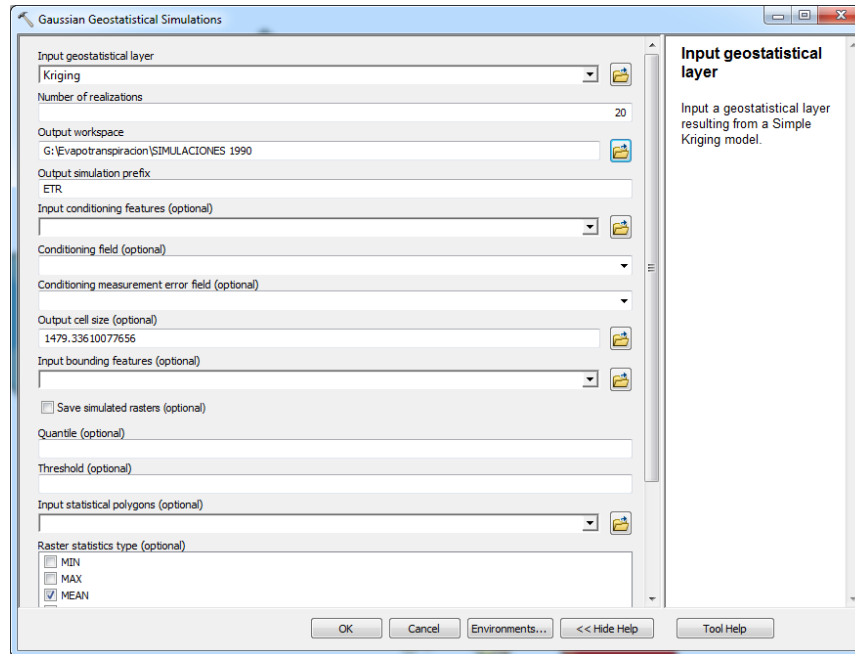 Gaussian Geostatistical Simulations
Input geostatistical layer
Kriging
Number of realizations
20
Output workspace
G:\Evapotranspiracion\SIMULACIONES 1990
Output simulation prefix
ETR
Input conditioning features (optional)
Conditioning field (optional)
Conditioning measurement error field (optional)
Output cell size (optional)
1479.33610077656
Input bounding features (optional)
Save simulated rasters (optional)
Quantile (optional)
Threshold (optional)
Input statistical polygons (optional)
Raster statistics type (optional)
MIN
MAX
MEAN
Input geostatistical
layer
Input a geostatistical layer
resulting from a Simple
Kriging model.
OK
Cancel
Environments...
<< Hide Help
Tool Help